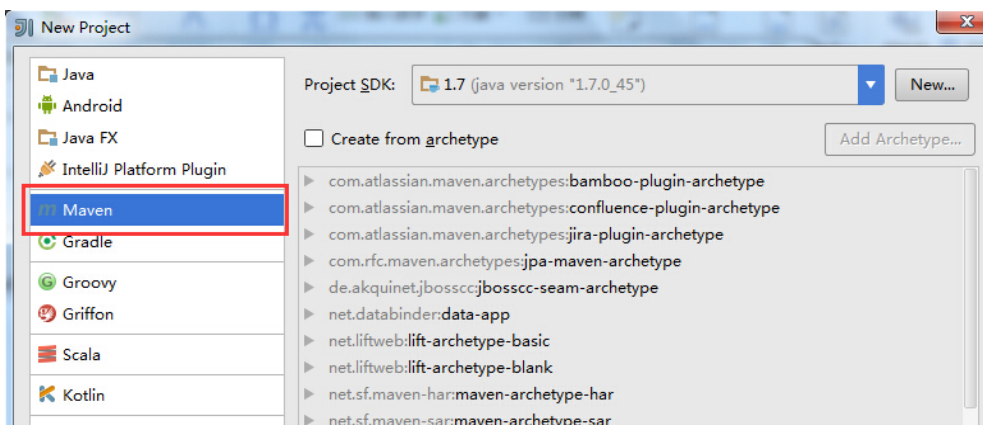 New Project
Java
Android
Java FX
IntelliJ Platform Plugin
Maven
Gradle
Groovy
Griffon
Scala
Kotlin
Project SDK: 1.7 (java version "1.7.0_45") New...
Create from archetype Add Archetype...
com.atlassian.maven.archetypes:bamboo-plugin-archetype
com.atlassian.maven.archetypes:confluence-plugin-archetype
com.atlassian.maven.archetypes:jira-plugin-archetype
com.rfc.maven.archetypes:jpa-maven-archetype
de.akquinet.jbosscc:jbosscc-seam-archetype
net.databinder:data-app
net.liftweb:lift-archetype-basic
net.liftweb:lift-archetype-blank
net.sf.maven-har:maven-archetype-har
net.sf.maven-sar:maven-archetype-sar